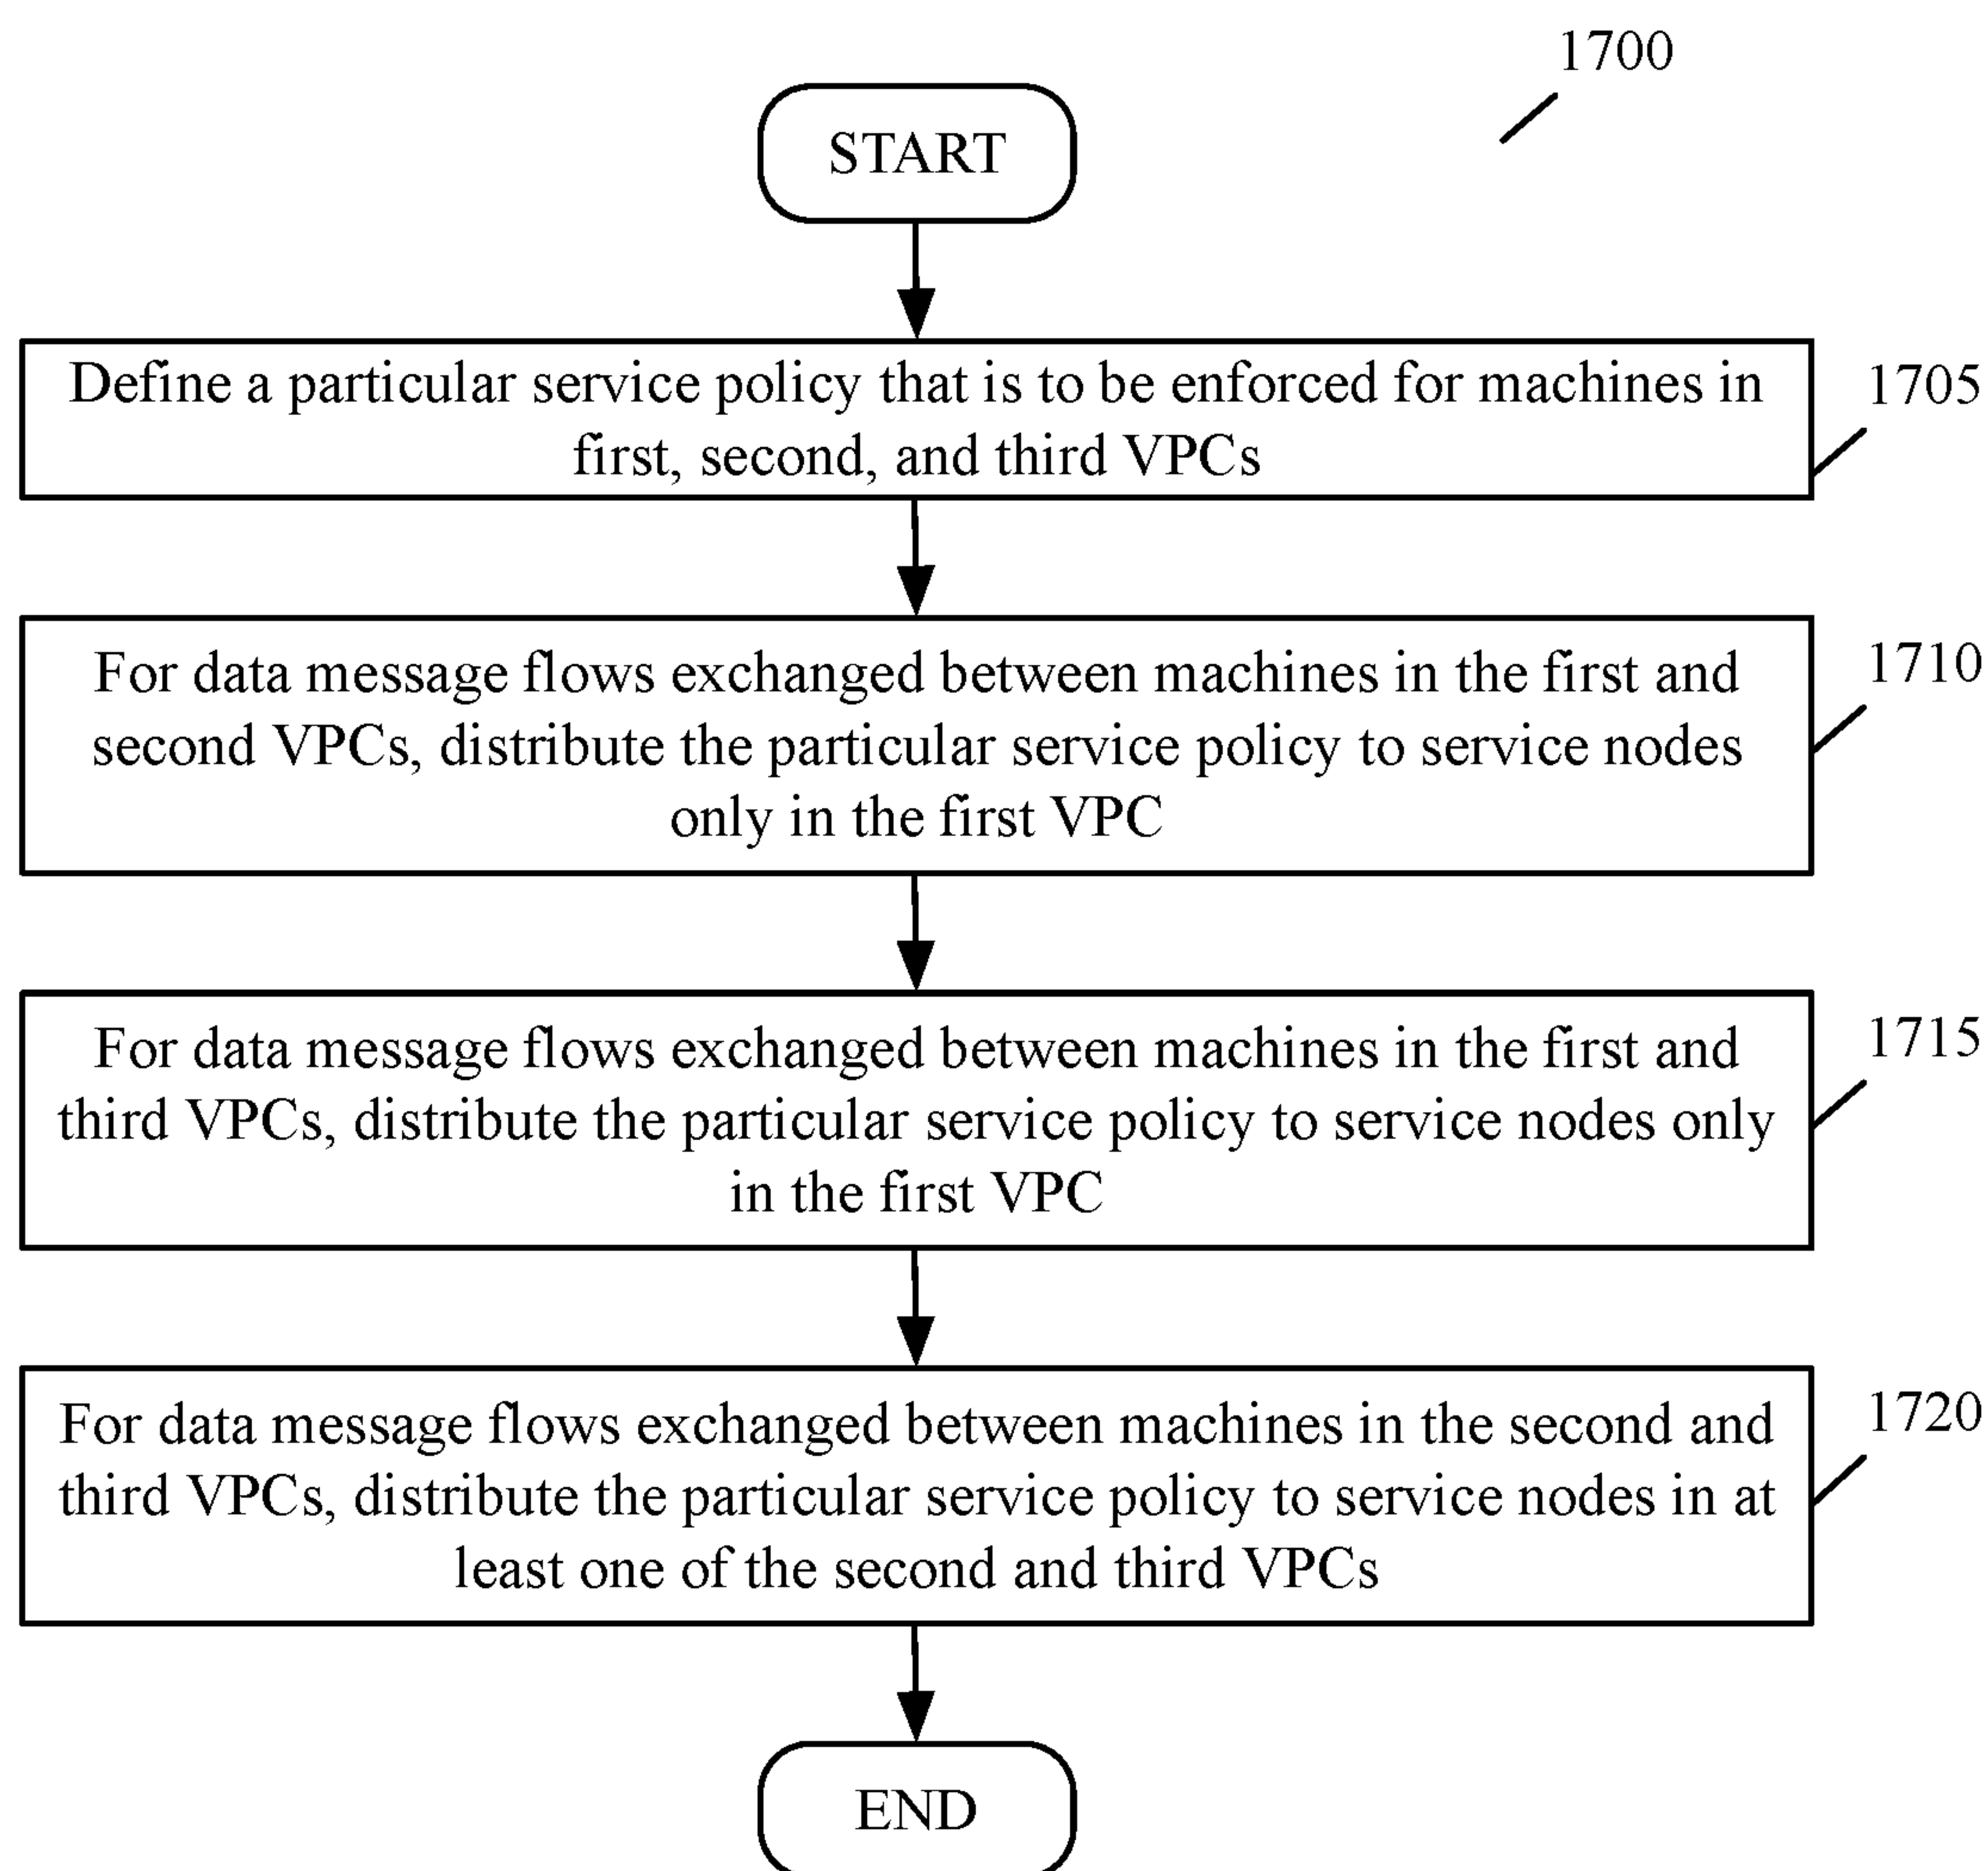 1700
START
Define a particular service policy that is to be enforced for machines in
first, second, and third VPCs
1705
For data message flows exchanged between machines in the first and
second VPCs, distribute the particular service policy to service nodes
only in the first VPC
1710
For data message flows exchanged between machines in the first and
third VPCs, distribute the particular service policy to service nodes only
in the first VPC
1715
For data message flows exchanged between machines in the second and
third VPCs, distribute the particular service policy to service nodes in at
least one of the second and third VPCs
1720
END